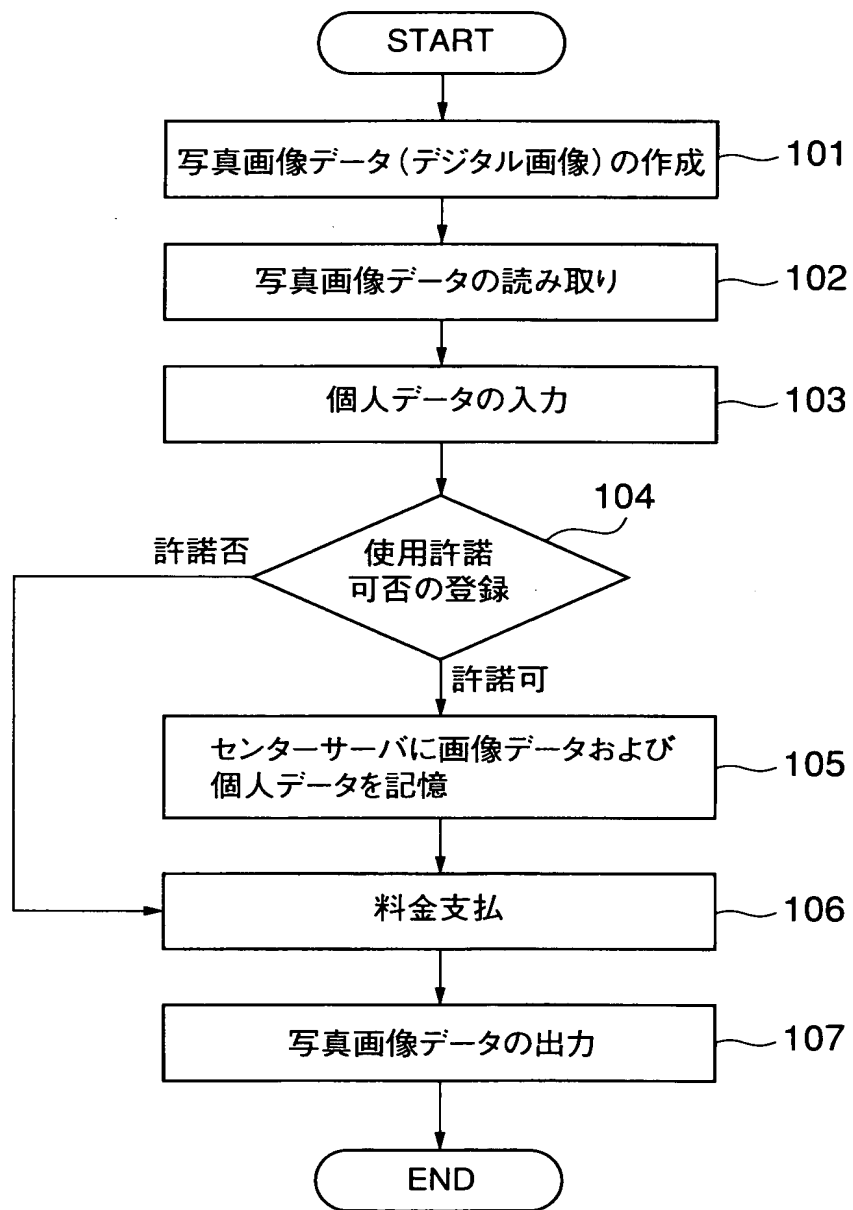 START
写真画像データ(デジタル画像)の作成
101
写真画像データの読み取り
102
個人データの入力
103
104
許諾否
使用許諾
可否の登録
許諾可
センターサーバに画像データおよび
個人データを記憶
105
料金支払
106
写真画像データの出力
107
END